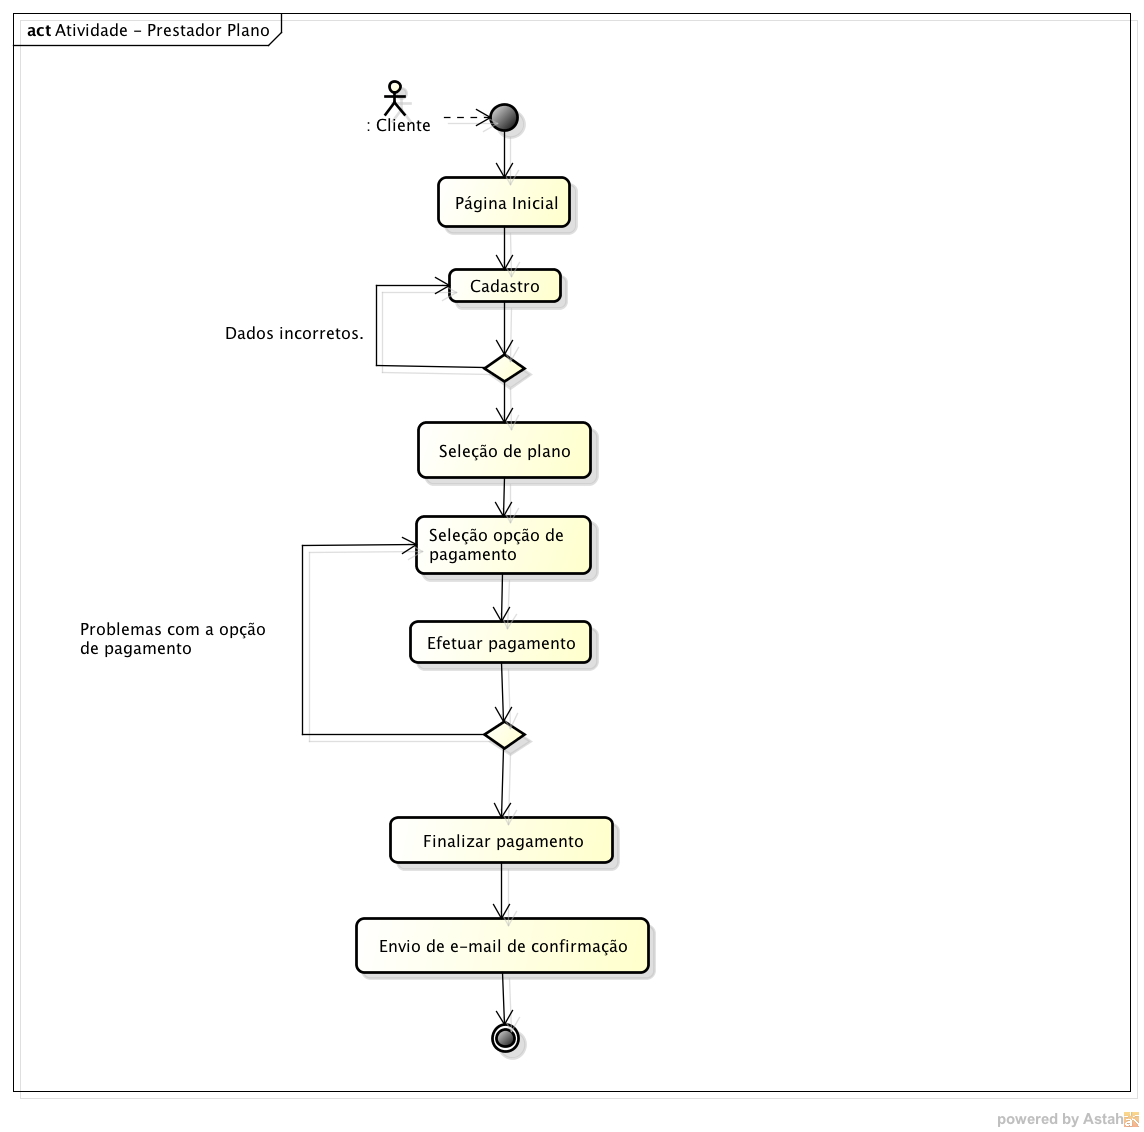 act Atividade - Prestador Plano
: Cliente
Página Inicial
Cadastro
Dados incorretos.
Seleção de plano
Seleção opção de
pagamento
Problemas com a opção
de pagamento
Efetuar pagamento
Finalizar pagamento
Envio de e-mail de confirmação
powered by Astah